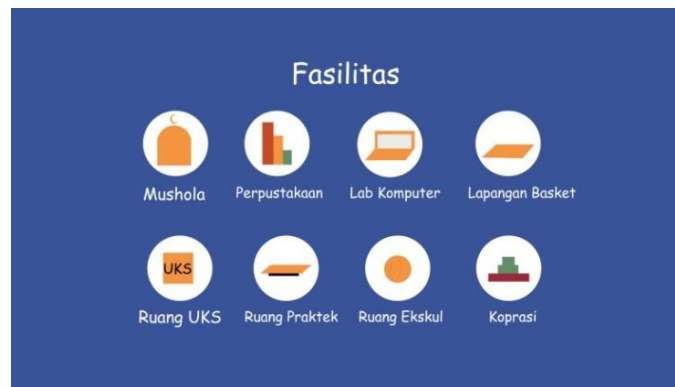 Fasilitas
Mushola
Perpustakaan
Lab Komputer
Lapangan Basket
UKS
Ruang UKS
Ruang Praktek
Ruang Ekskul
Koprasi